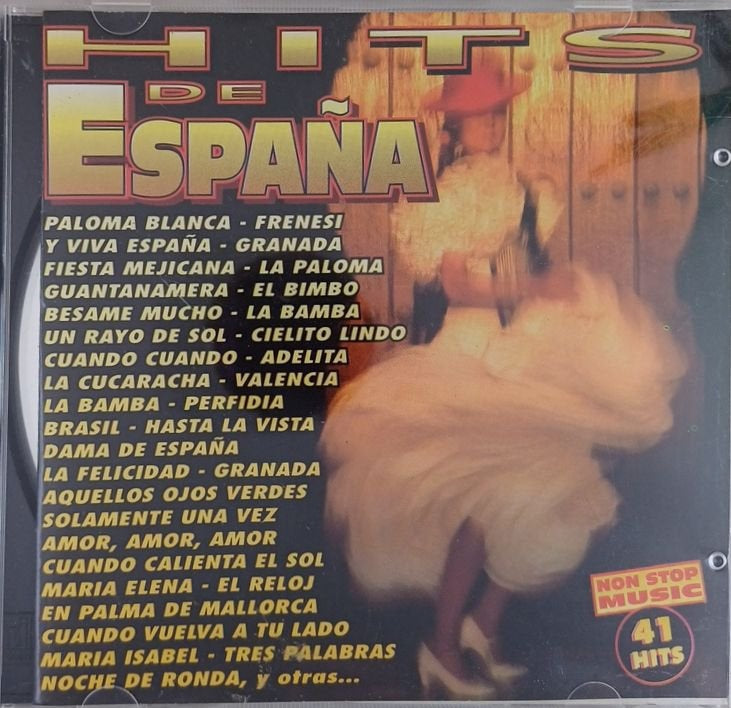 HITS
DE
ESPAÑA
PALOMA BLANCA - FRENESI
Y VIVA ESPAÑA - GRANADA
FIESTA MEJICANA - LA PALOMA
GUANTANAMERA - EL BIMBO
BESAME MUCHO - LA BAMBA
UN RAYO DE SOL - CIELITO LINDO
CUANDO CUANDO - ADELITA
LA CUCARACHA - VALENCIA
LA BAMBA - PERFIDIA
BRASIL - HASTA LA VISTA -
DAMA DE ESPAÑA
LA FELICIDAD - GRANADA
AQUELLOS OJOS VERDES
SOLAMENTE UNA VEZ
AMOR, AMOR, AMOR
CUANDO CALIENTA EL SOL
MARIA ELENA - EL RELOJ
EN PALMA DE MALLORCA
CUANDO VUELVA A TU LADO
MARIA ISABEL - TRES PALABRAS
NOCHE DE RONDA, y otras...
NON STOP
MUSIC
41
HITS